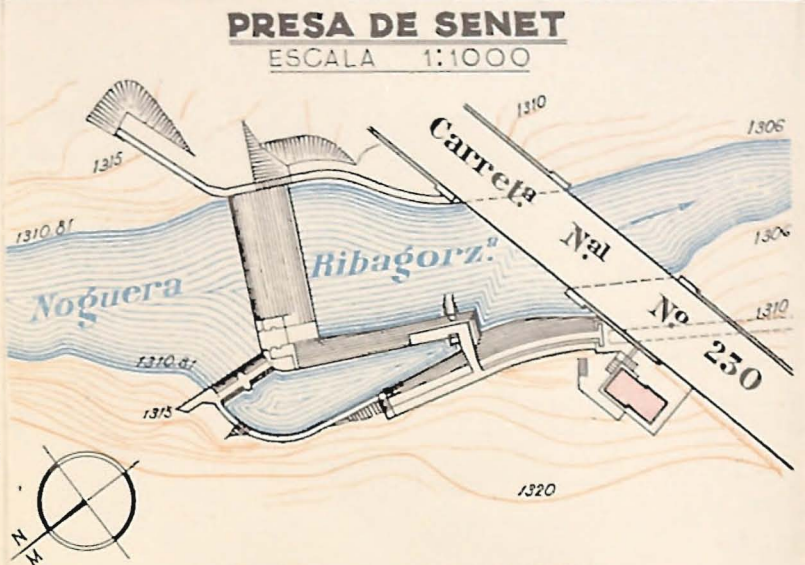 PRESA DE SENET
ESCALA 1:1000
1310
1306
Carret.ª N.al Nº 230
1315
1310.81
Noguera Ribagorz.ª
1306
1310
1310.81
1315
1320
N
M